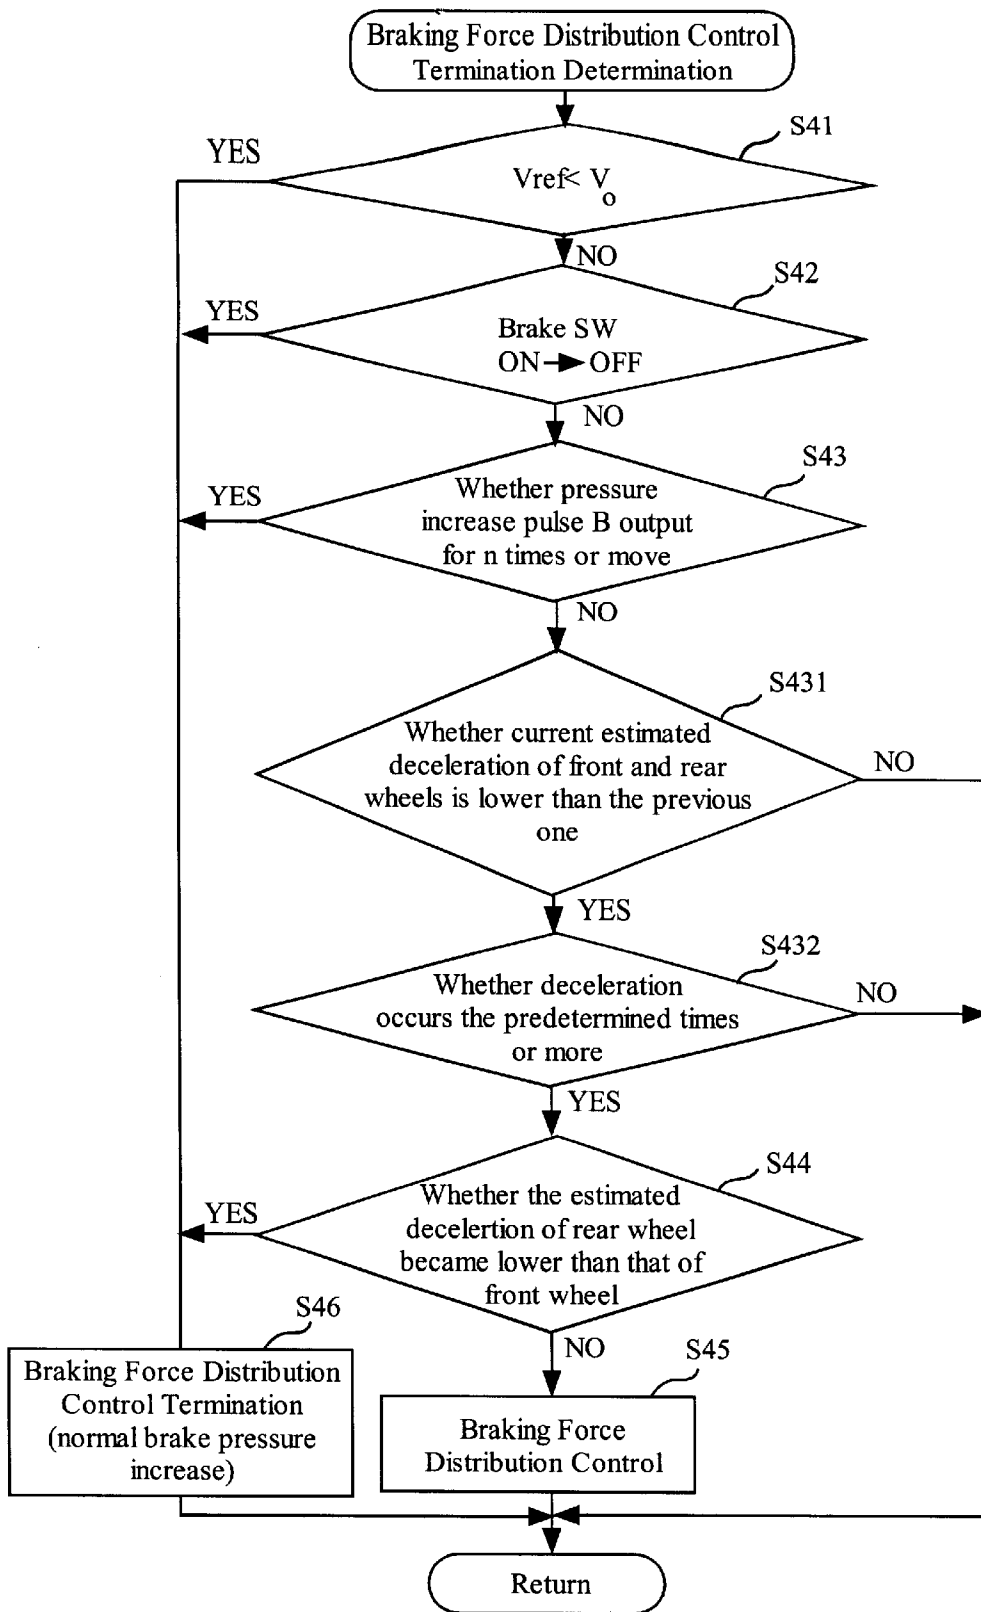 Braking Force Distribution Control
Termination Determination
S41
YES
Vref< Vo
NO
S42
YES
Brake SW
ON → OFF
NO
S43
YES
Whether pressure
increase pulse B output
for n times or move
NO
S431
Whether current estimated
deceleration of front and rear
wheels is lower than the previous
one
NO
YES
S432
Whether deceleration
occurs the predetermined times
or more
NO
YES
S44
YES
Whether the estimated
decelertion of rear wheel
became lower than that of
front wheel
S46
NO
S45
Braking Force Distribution
Control Termination
(normal brake pressure
increase)
Braking Force
Distribution Control
Return